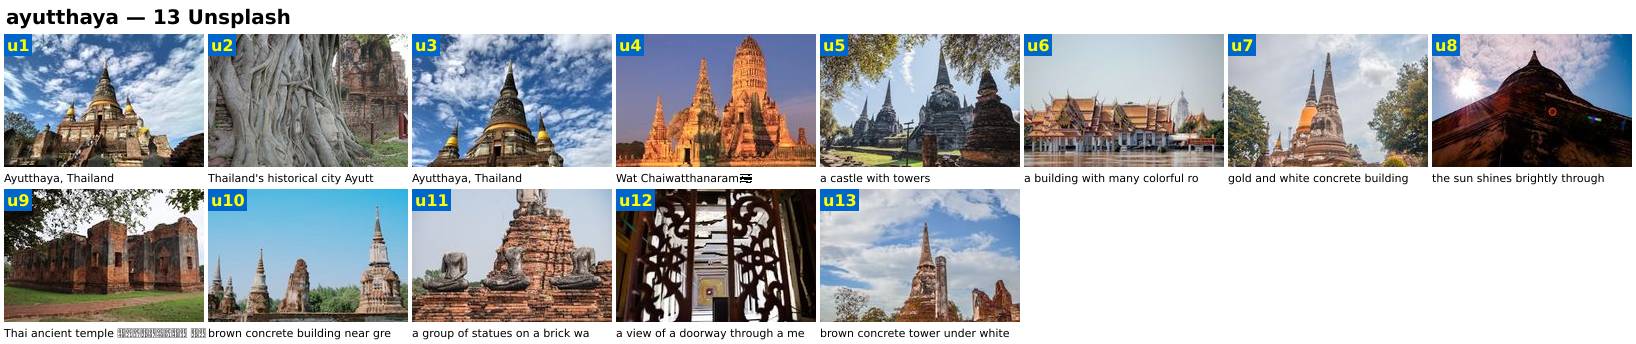 ayutthaya — 13 Unsplash
u1
u2
u3
u4
u5
u6
u7
u8
Ayutthaya, Thailand
Thailand's historical city Ayutt
Ayutthaya, Thailand
Wat Chaiwatthanaram
a castle with towers
a building with many colorful ro
gold and white concrete building
the sun shines brightly through
u9
u10
u11
u12
u13
Thai ancient temple
brown concrete building near gre
a group of statues on a brick wa
a view of a doorway through a me
brown concrete tower under white